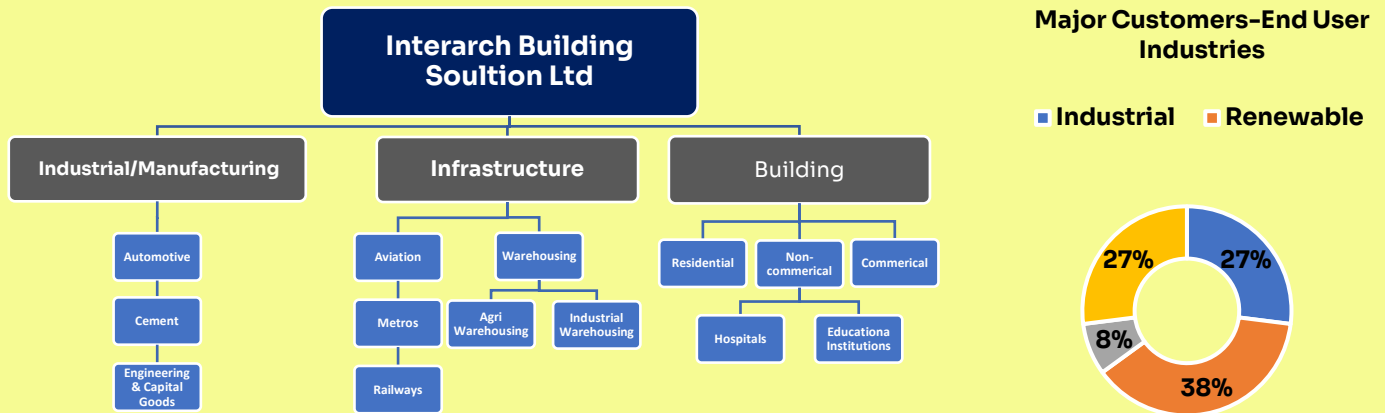 Interarch Building
Soultion Ltd
Industrial/Manufacturing
Infrastructure
Building
Automotive
Cement
Engineering
& Capital
Goods
Aviation
Metros
Railways
Warehousing
Agri
Warehousing
Industrial
Warehousing
Residential
Non-
commerical
Commerical
Hospitals
Educationa
Institutions
Major Customers-End User
Industries
Industrial
Renewable
27%
27%
8%
38%